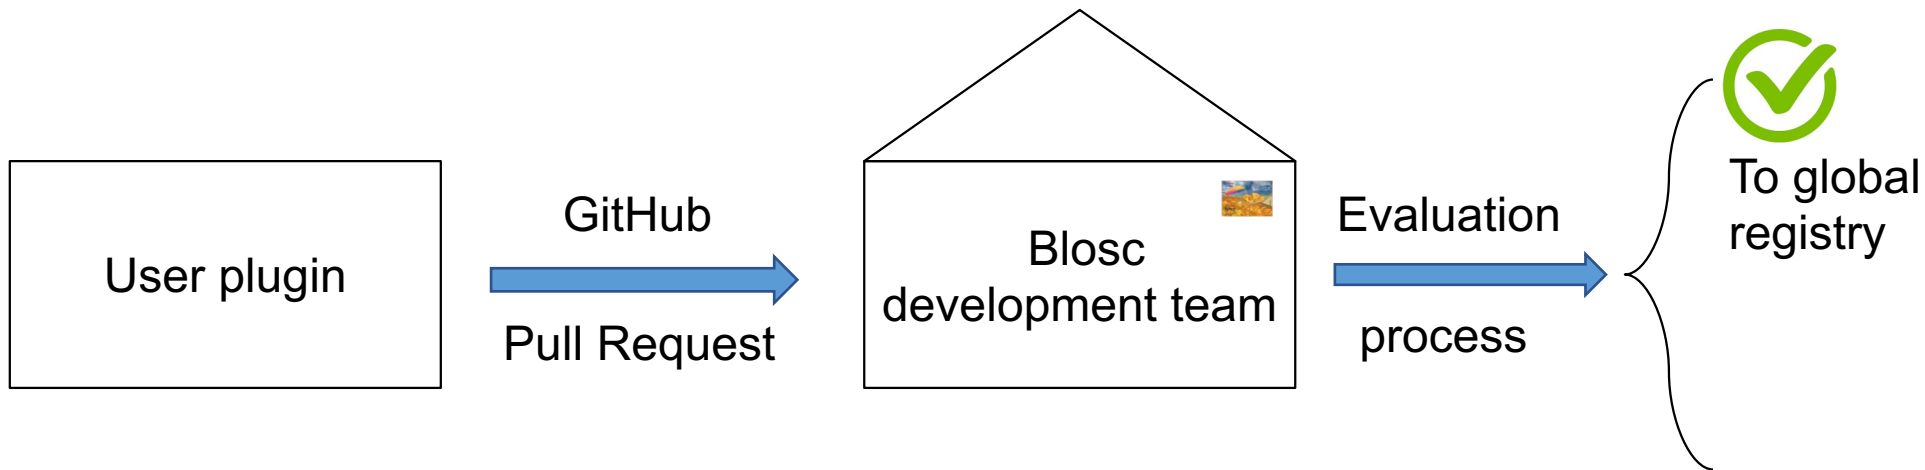 User plugin
GitHub
Pull Request
Blosc
development team
Evaluation
process
To global
registry